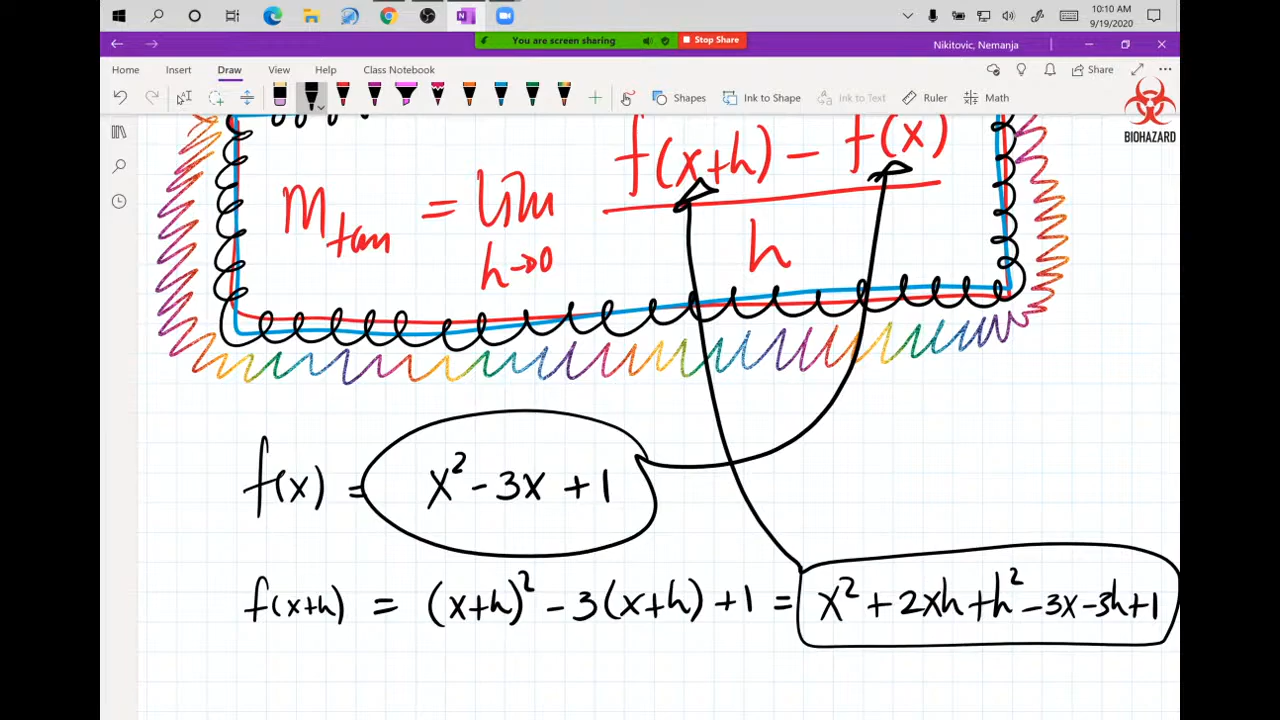 10:10 AM
9/19/2020
You are screen sharing
Stop Share
Nikitovic, Nemanja
Home Insert Draw View Help Class Notebook
Share
Shapes Ink to Shape Ink to Text Ruler Math
BIOHAZARD
f(x+h) - f(x)
m_tan = lim
h→0
h
f(x) = x² - 3x + 1
f(x+h) = (x+h)² - 3(x+h) + 1 = x² + 2xh + h² - 3x - 3h + 1